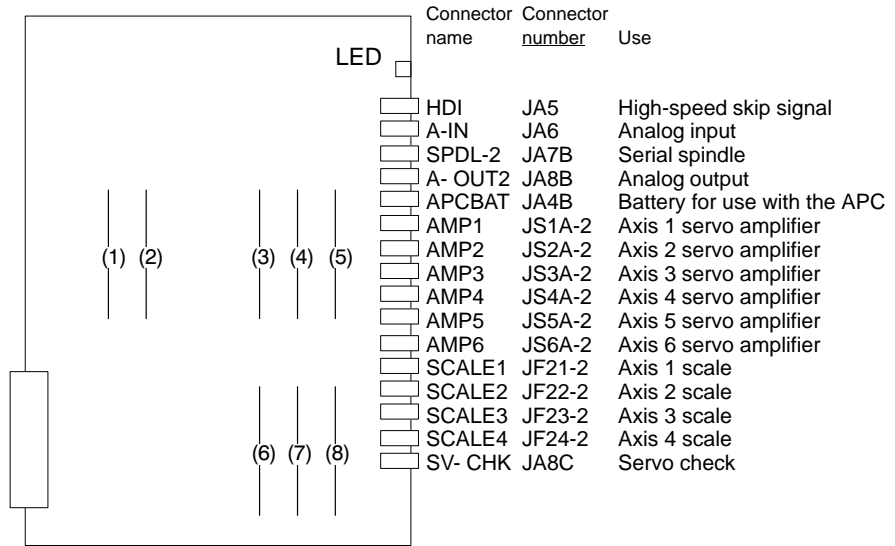 Connector Connector
name number Use
LED
HDI JA5 High-speed skip signal
A-IN JA6 Analog input
SPDL-2 JA7B Serial spindle
A- OUT2 JA8B Analog output
APCBAT JA4B Battery for use with the APC
AMP1 JS1A-2 Axis 1 servo amplifier
AMP2 JS2A-2 Axis 2 servo amplifier
(1) (2) (3) (4) (5)
AMP3 JS3A-2 Axis 3 servo amplifier
AMP4 JS4A-2 Axis 4 servo amplifier
AMP5 JS5A-2 Axis 5 servo amplifier
AMP6 JS6A-2 Axis 6 servo amplifier
SCALE1 JF21-2 Axis 1 scale
SCALE2 JF22-2 Axis 2 scale
SCALE3 JF23-2 Axis 3 scale
SCALE4 JF24-2 Axis 4 scale
(6) (7) (8)
SV- CHK JA8C Servo check